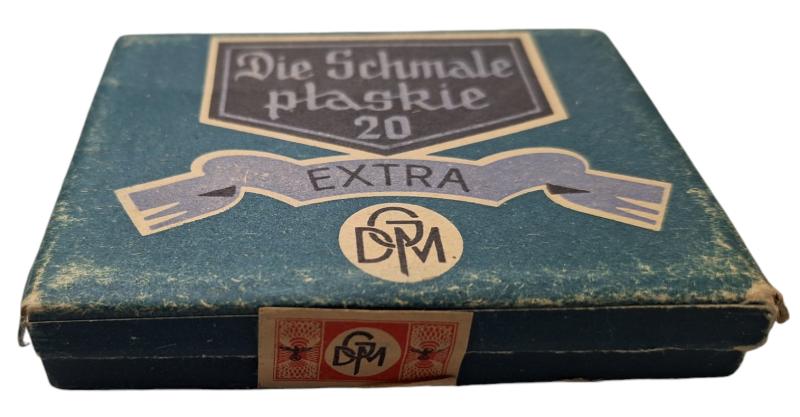 Die Schmale
płaskie
20
EXTRA
GDPM
GDPM